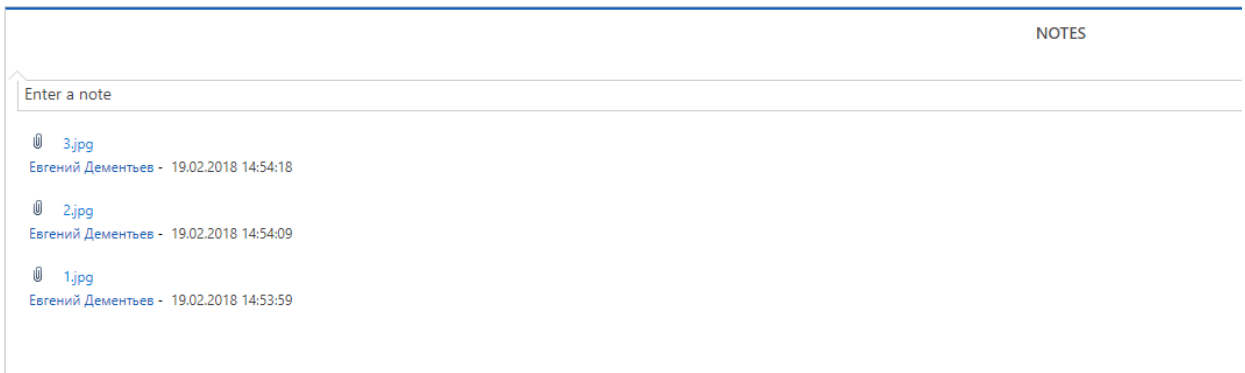 NOTES
Enter a note
3.jpg
Евгений Дементьев - 19.02.2018 14:54:18
2.jpg
Евгений Дементьев - 19.02.2018 14:54:09
1.jpg
Евгений Дементьев - 19.02.2018 14:53:59